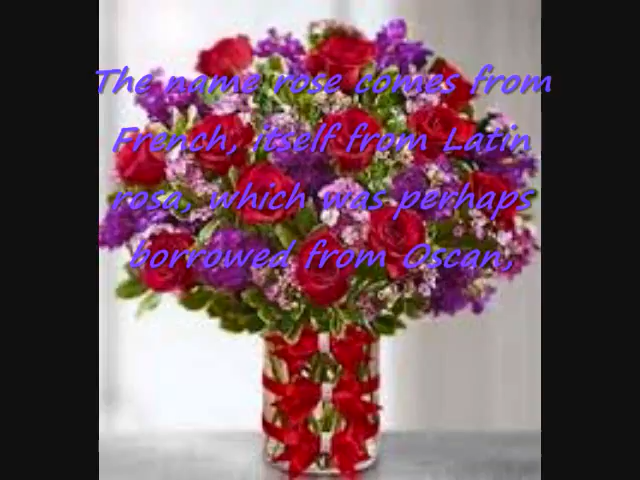 The name rose comes from
French, itself from Latin
rosa, which was perhaps
borrowed from Oscan,